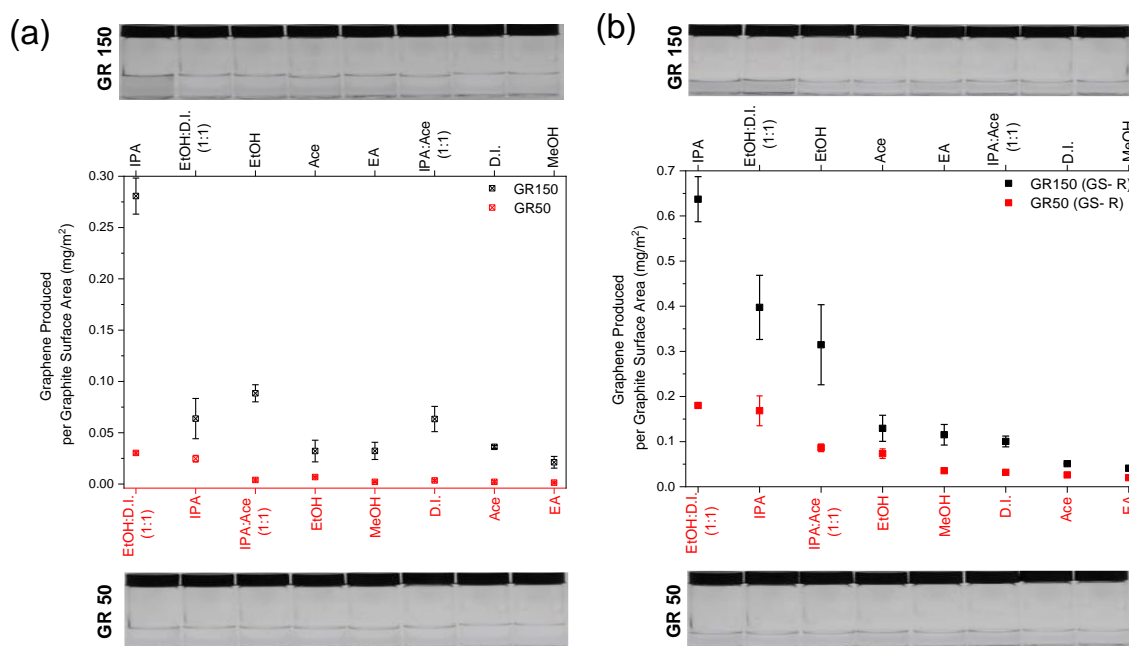 (a)
GR 150
IPA
EtOH:D.I.
(1:1)
EtOH
Ace
EA
IPA:Ace
(1:1)
D.I.
MeOH
Graphene Produced
per Graphite Surface Area (mg/m²)
0.30
0.25
0.20
0.15
0.10
0.05
0.00
GR150
GR50
EtOH:D.I.
(1:1)
IPA
IPA:Ace
(1:1)
EtOH
MeOH
D.I.
Ace
EA
GR 50
(b)
GR 150
IPA
EtOH:D.I.
(1:1)
EtOH
Ace
EA
IPA:Ace
(1:1)
D.I.
MeOH
Graphene Produced
per Graphite Surface Area (mg/m²)
0.7
0.6
0.5
0.4
0.3
0.2
0.1
0.0
GR150 (GS- R)
GR50 (GS- R)
EtOH:D.I.
(1:1)
IPA
IPA:Ace
(1:1)
EtOH
MeOH
D.I.
Ace
EA
GR 50